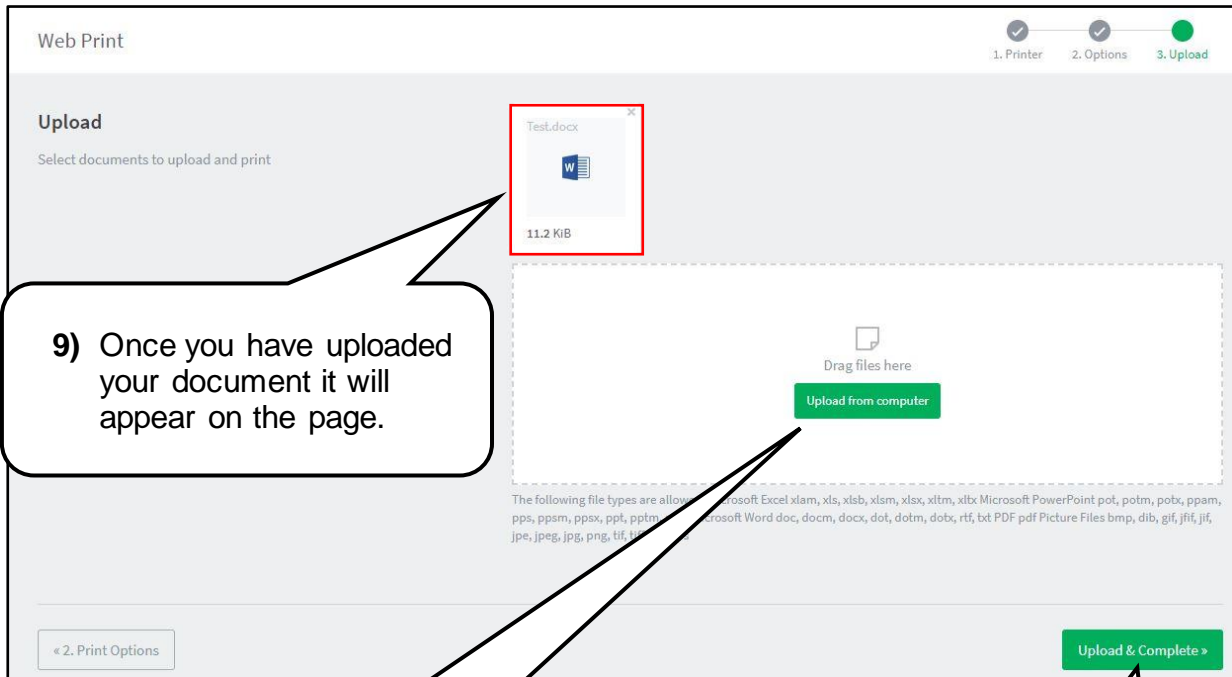 Web Print
1. Printer
2. Options
3. Upload
Upload
Select documents to upload and print
Test.docx
W
11.2 KiB
9) Once you have uploaded
your document it will
appear on the page.
Drag files here
Upload from computer
The following file types are Microsoft Excel xlam, xls, xlsb, xlsm, xlsx, xltm, xltx Microsoft PowerPoint pot, potm, potx, ppam,
pps, ppsm, ppsx, ppt, pptm, Microsoft Word doc, docm, docx, dot, dotm, dotx, rtf, txt PDF pdf Picture Files bmp, dib, gif, jfif, jif,
jpe, jpeg, jpg, png, tif,
« 2. Print Options
Upload & Complete »